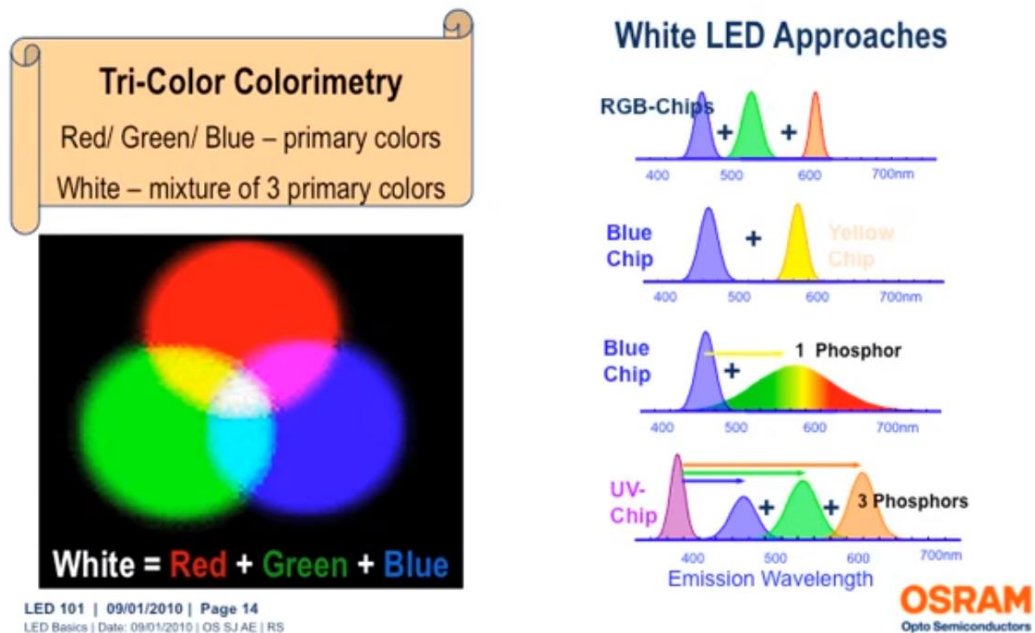 Tri-Color Colorimetry
Red/ Green/ Blue – primary colors
White – mixture of 3 primary colors
White = Red + Green + Blue
LED 101 | 09/01/2010 | Page 14
LED Basics | Date: 09/01/2010 | OS SJ AE | RS
White LED Approaches
RGB-Chips
+ +
400 500 600 700nm
Blue
Chip
+
Yellow
Chip
400 500 600 700nm
Blue
Chip
+
1 Phosphor
400 500 600 700nm
UV-
Chip
+ +
3 Phosphors
400 500 600 700nm
Emission Wavelength
OSRAM
Opto Semiconductors